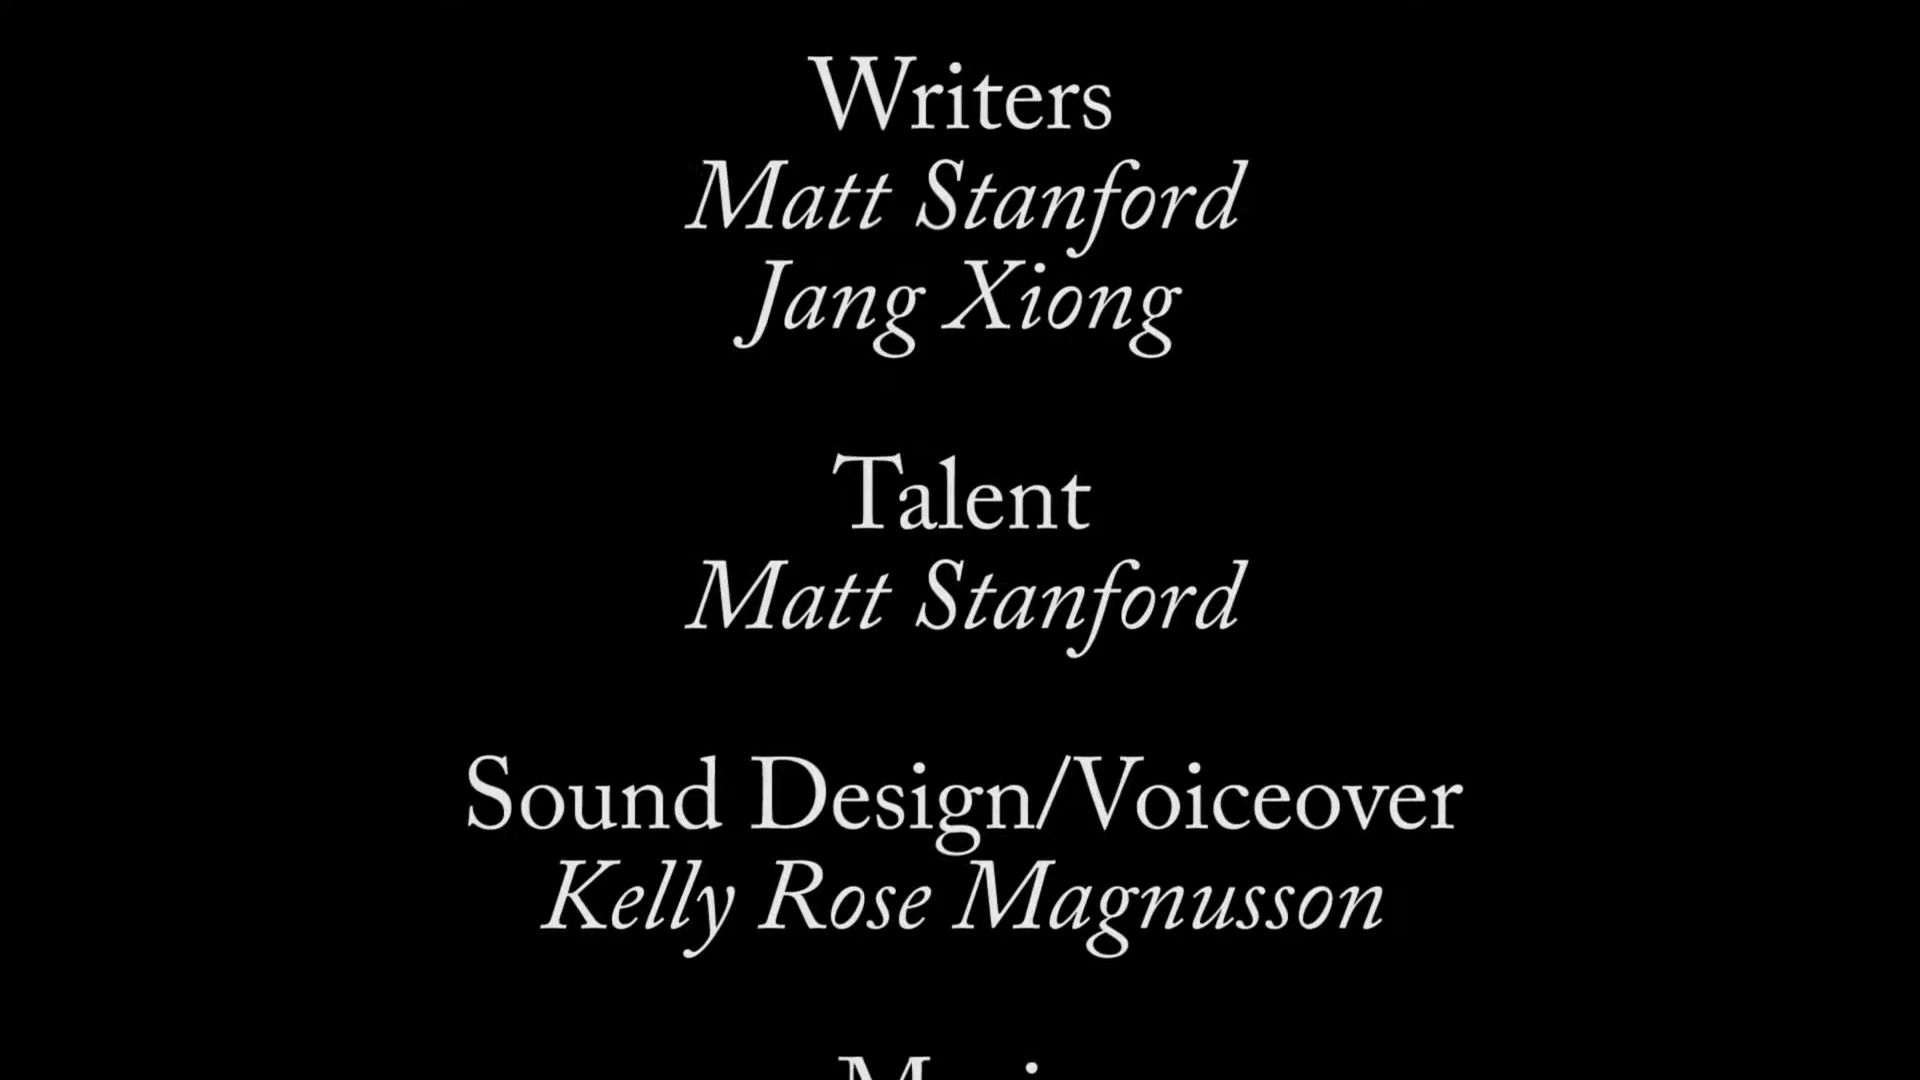 Writers
Matt Stanford
Jang Xiong
Talent
Matt Stanford
Sound Design/Voiceover
Kelly Rose Magnusson